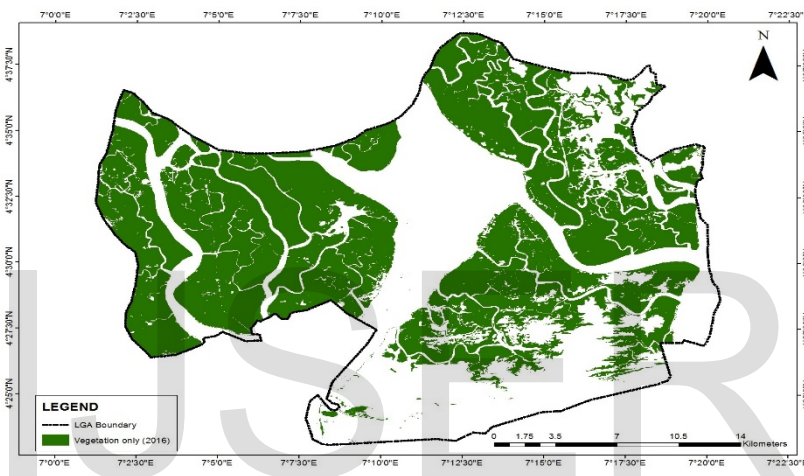 7°0'0"E 7°2'30"E 7°5'0"E 7°7'30"E 7°10'0"E 7°12'30"E 7°15'0"E 7°17'30"E 7°20'0"E 7°22'30"E
N
4°37'30"N
4°35'0"N
4°32'30"N
4°30'0"N
4°27'30"N
4°25'0"N
IJSER
LEGEND
LGA Boundary
Vegetation only (2016)
0 1.75 3.5 7 10.5 14
Kilometers
7°0'0"E 7°2'30"E 7°5'0"E 7°7'30"E 7°10'0"E 7°12'30"E 7°15'0"E 7°17'30"E 7°20'0"E 7°22'30"E